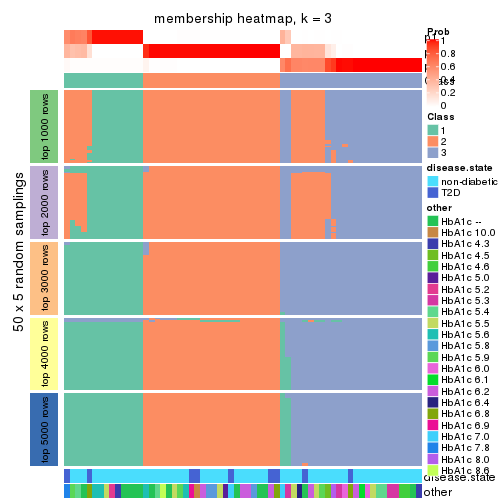 membership heatmap, k = 3
Prob
1
0.8
0.6
0.4
0.2
0
Class
1
2
3
disease.state
non-diabetic
T2D
other
HbA1c --
HbA1c 10.0
HbA1c 4.3
HbA1c 4.5
HbA1c 4.6
HbA1c 5.0
HbA1c 5.2
HbA1c 5.3
HbA1c 5.4
HbA1c 5.5
HbA1c 5.6
HbA1c 5.8
HbA1c 5.9
HbA1c 6.0
HbA1c 6.1
HbA1c 6.2
HbA1c 6.4
HbA1c 6.8
HbA1c 6.9
HbA1c 7.0
HbA1c 7.8
HbA1c 8.0
HbA1c 8.6
50 x 5 random samplings
top 1000 rows
top 2000 rows
top 3000 rows
top 4000 rows
top 5000 rows
disease.state
other